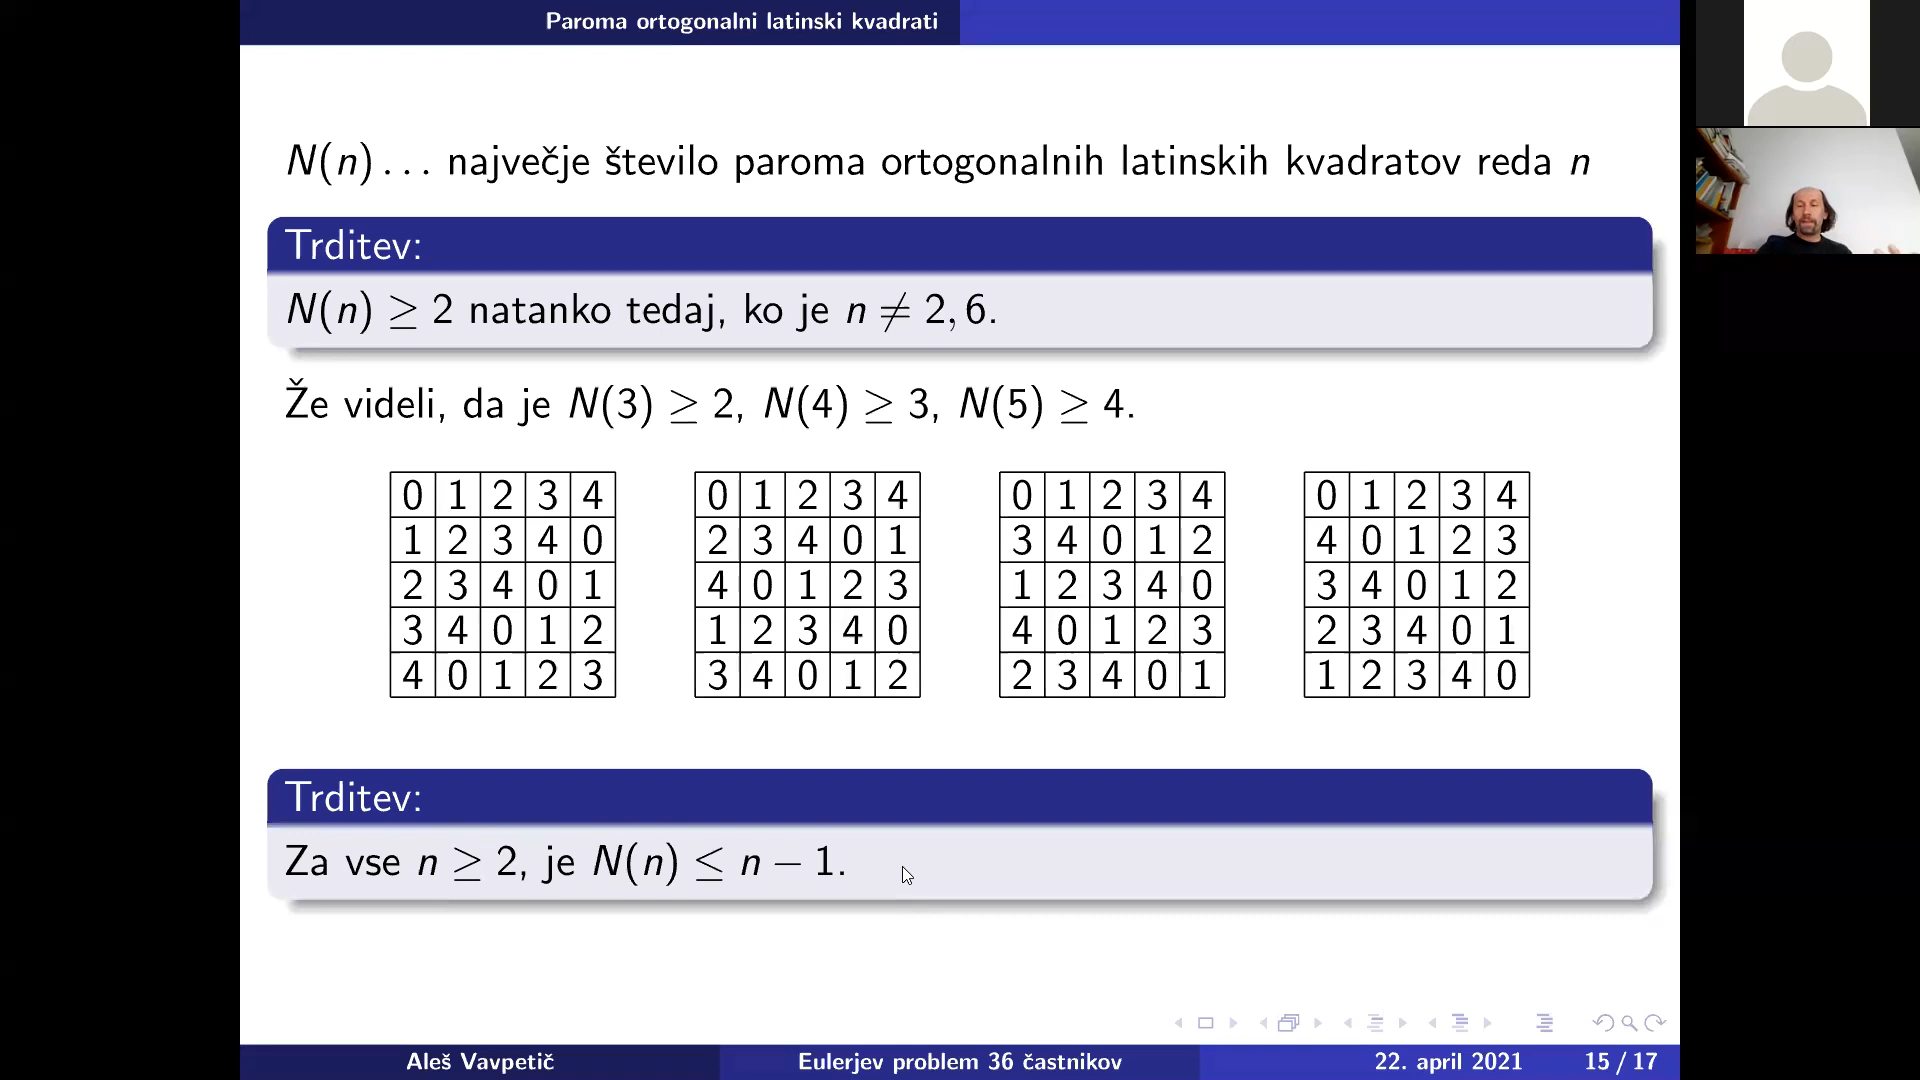 Paroma ortogonalni latinski kvadrati
N(n) ... največje število paroma ortogonalnih latinskih kvadratov reda n
Trditev:
N(n) ≥ 2 natanko tedaj, ko je n ≠ 2, 6.
Že videli, da je N(3) ≥ 2, N(4) ≥ 3, N(5) ≥ 4.
0 1 2 3 4 0 1 2 3 4 0 1 2 3 4 0 1 2 3 4
1 2 3 4 0 2 3 4 0 1 3 4 0 1 2 4 0 1 2 3
2 3 4 0 1 4 0 1 2 3 1 2 3 4 0 3 4 0 1 2
3 4 0 1 2 1 2 3 4 0 4 0 1 2 3 2 3 4 0 1
4 0 1 2 3 3 4 0 1 2 2 3 4 0 1 1 2 3 4 0
Trditev:
Za vse n ≥ 2, je N(n) ≤ n − 1.
Aleš Vavpetič Eulerjev problem 36 častnikov 22. april 2021 15 / 17